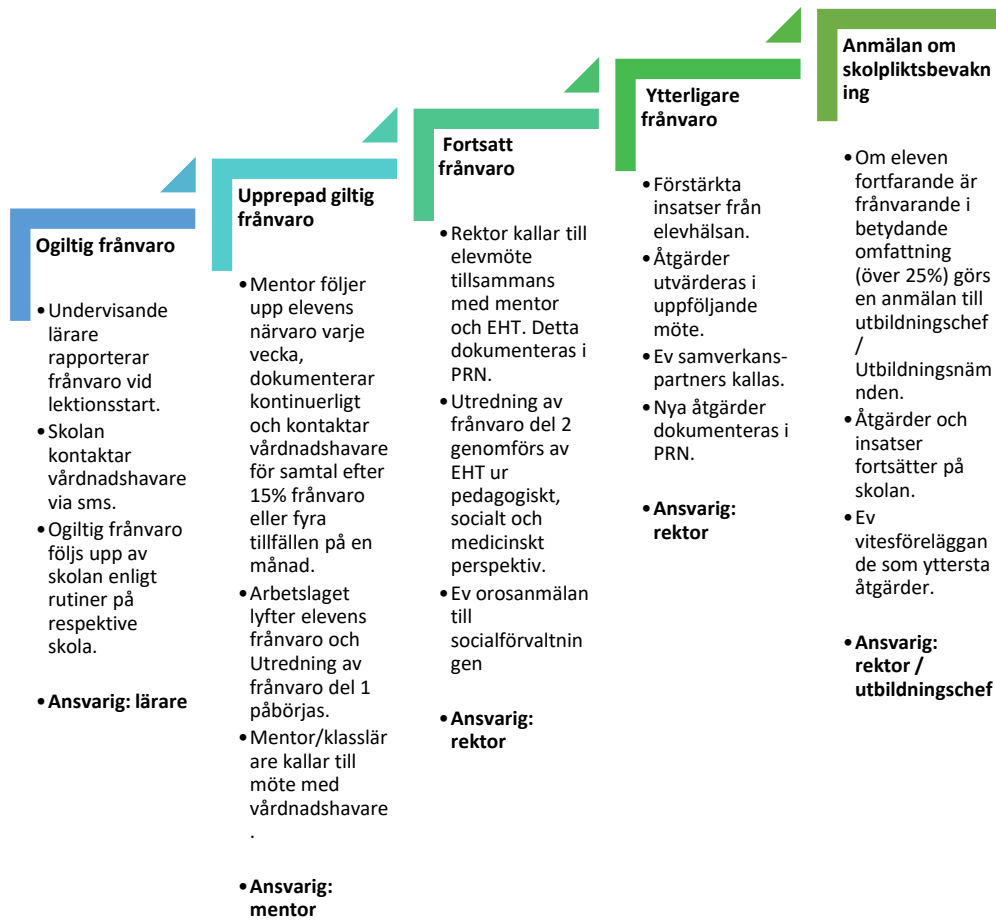 Ogiltig frånvaro
• Undervisande
lärare
rapporterar
frånvaro vid
lektionsstart.
• Skolan
kontaktar
vårdnadshavare
via sms.
• Ogiltig frånvaro
följs upp av
skolan enligt
rutiner på
respektive
skola.
• Ansvarig: lärare
Upprepad giltig
frånvaro
• Mentor följer
upp elevens
närvaro varje
vecka,
dokumenterar
kontinuerligt
och kontaktar
vårdnadshavare
för samtal efter
15% frånvaro
eller fyra
tillfällen på en
månad.
• Arbetslaget
lyfter elevens
frånvaro och
Utredning av
frånvaro del 1
påbörjas.
• Mentor/klasslär
are kallar till
möte med
vårdnadshavare
.
• Ansvarig:
mentor
Fortsatt
frånvaro
• Rektor kallar till
elevmöte
tillsammans
med mentor
och EHT. Detta
dokumenteras i
PRN.
• Utredning av
frånvaro del 2
genomförs av
EHT ur
pedagogiskt,
socialt och
medicinskt
perspektiv.
• Ev orosanmälan
till
socialförvaltnin
gen
• Ansvarig:
rektor
Ytterligare
frånvaro
• Förstärkta
insatser från
elevhälsan.
• Åtgärder
utvärderas i
uppföljande
möte.
• Ev samverkans-
partners kallas.
• Nya åtgärder
dokumenteras i
PRN.
• Ansvarig:
rektor
Anmälan om
skolpliktsbevakn
ing
• Om eleven
fortfarande är
frånvarande i
betydande
omfattning
(över 25%) görs
en anmälan till
utbildningschef
/
Utbildningsnäm
nden.
• Åtgärder och
insatser
fortsätter på
skolan.
• Ev
vitesföreläggan
de som yttersta
åtgärder.
• Ansvarig:
rektor /
utbildningschef